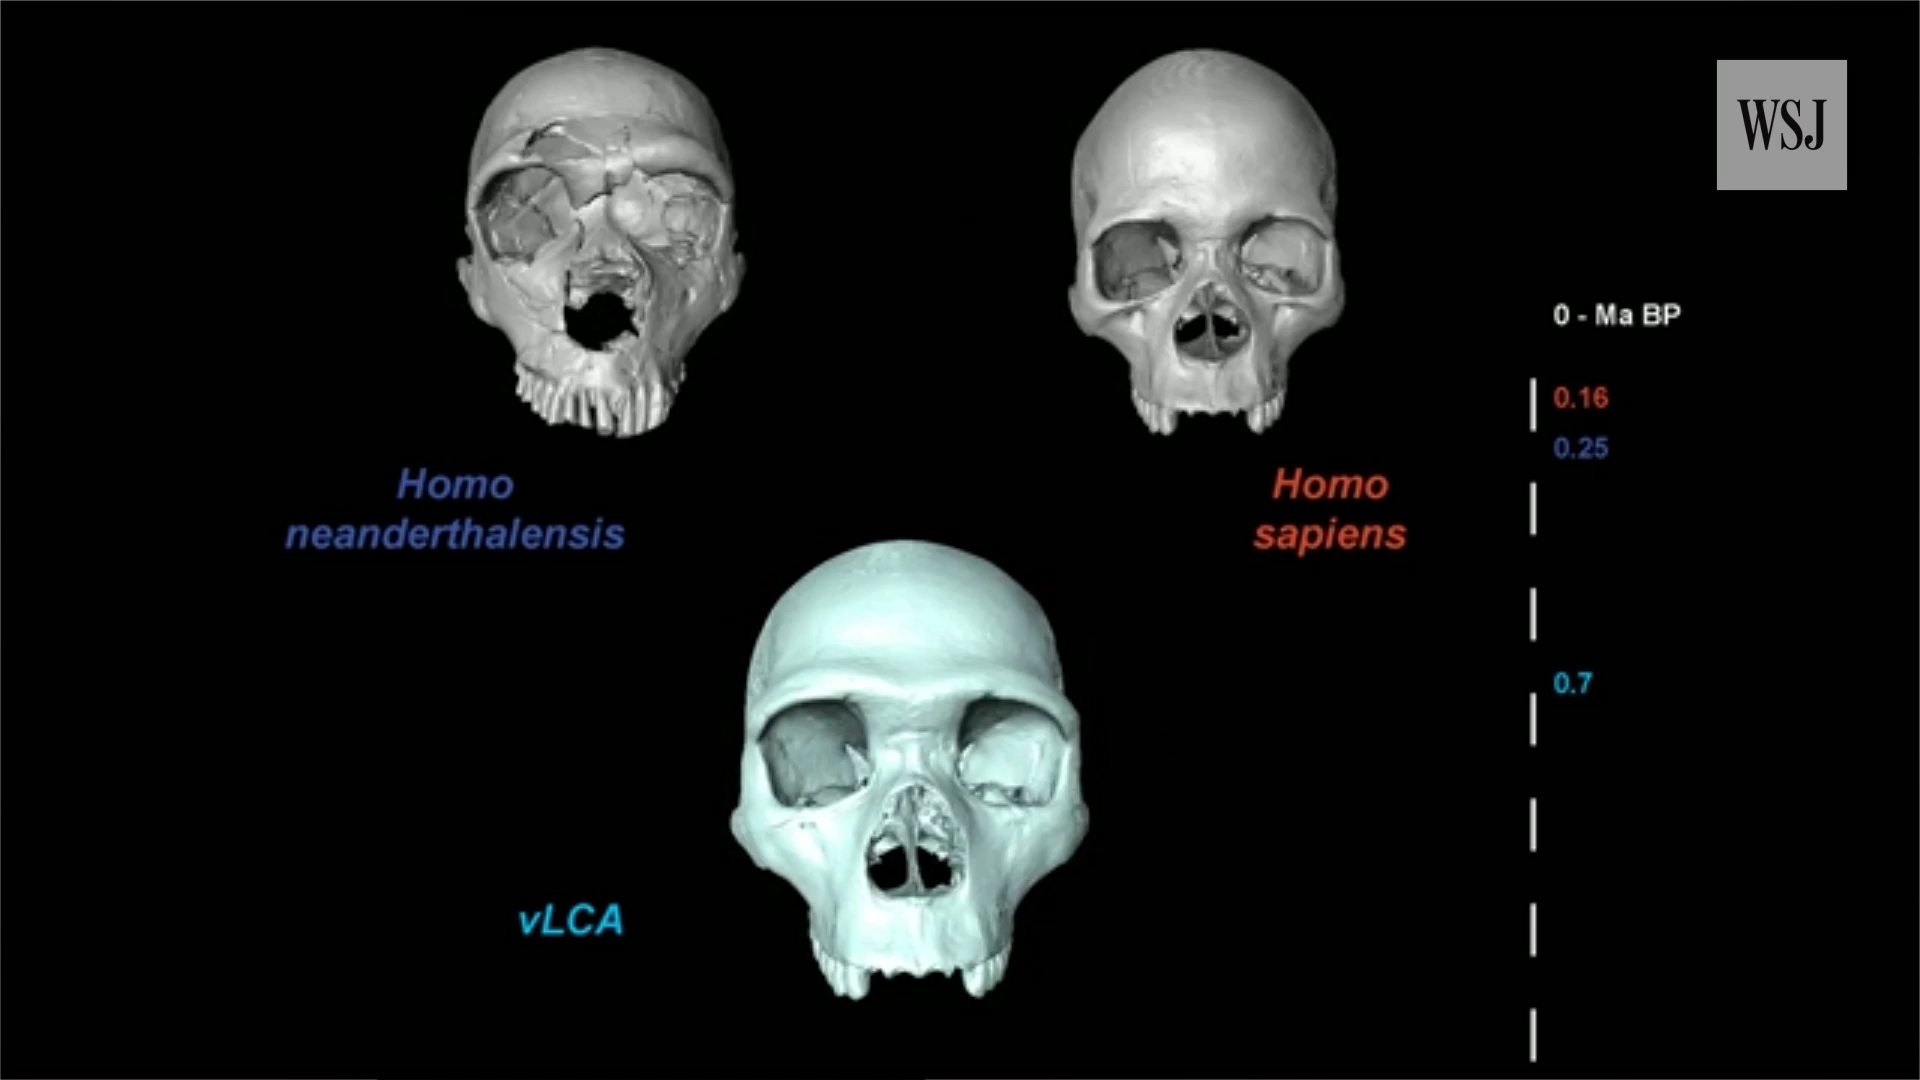 WSJ
0 - Ma BP
0.16
0.25
Homo
neanderthalensis
Homo
sapiens
0.7
vLCA